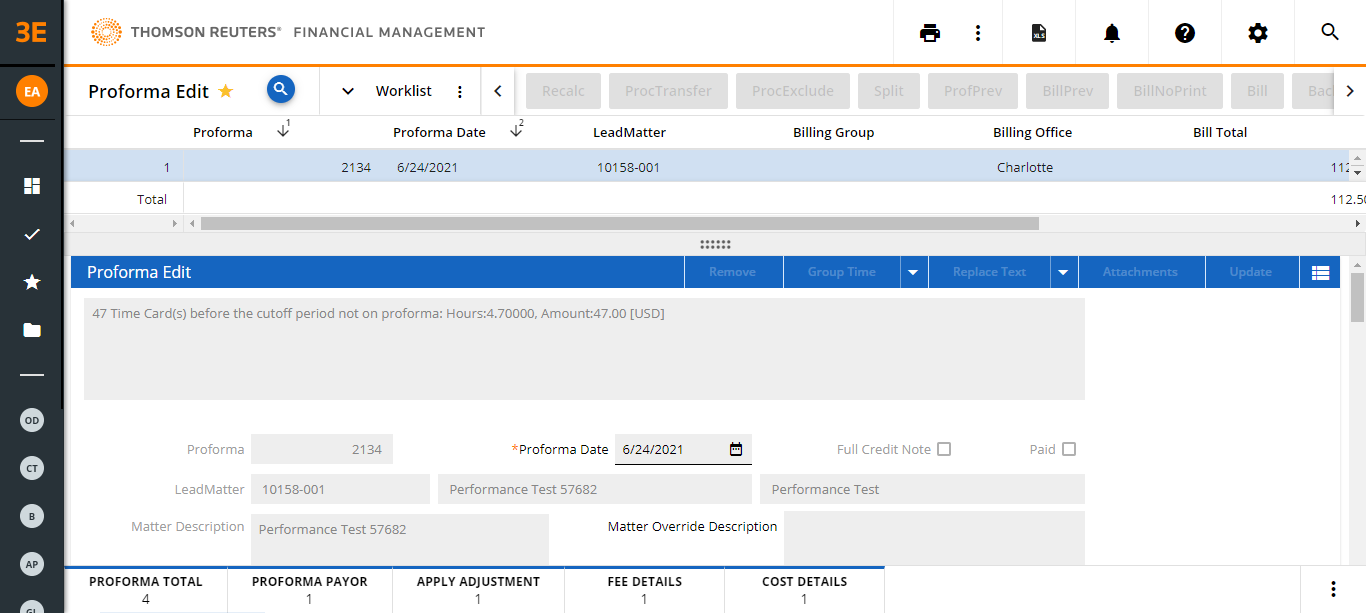 3E
THOMSON REUTERS® FINANCIAL MANAGEMENT
XLS
EA
Proforma Edit
Worklist
Recalc ProcTransfer ProcExclude Split ProfPrev BillPrev BillNoPrint Bill Bac
Proforma 1 Proforma Date 2 LeadMatter Billing Group Billing Office Bill Total
1 2134 6/24/2021 10158-001 Charlotte 112
Total 112.50
Proforma Edit Remove Group Time Replace Text Attachments Update
47 Time Card(s) before the cutoff period not on proforma: Hours:4.70000, Amount:47.00 [USD]
OD
Proforma 2134 *Proforma Date 6/24/2021 Full Credit Note Paid
CT
LeadMatter 10158-001 Performance Test 57682 Performance Test
B
Matter Description Performance Test 57682 Matter Override Description
AP
PROFORMA TOTAL PROFORMA PAYOR APPLY ADJUSTMENT FEE DETAILS COST DETAILS
4 1 1 1 1
GL